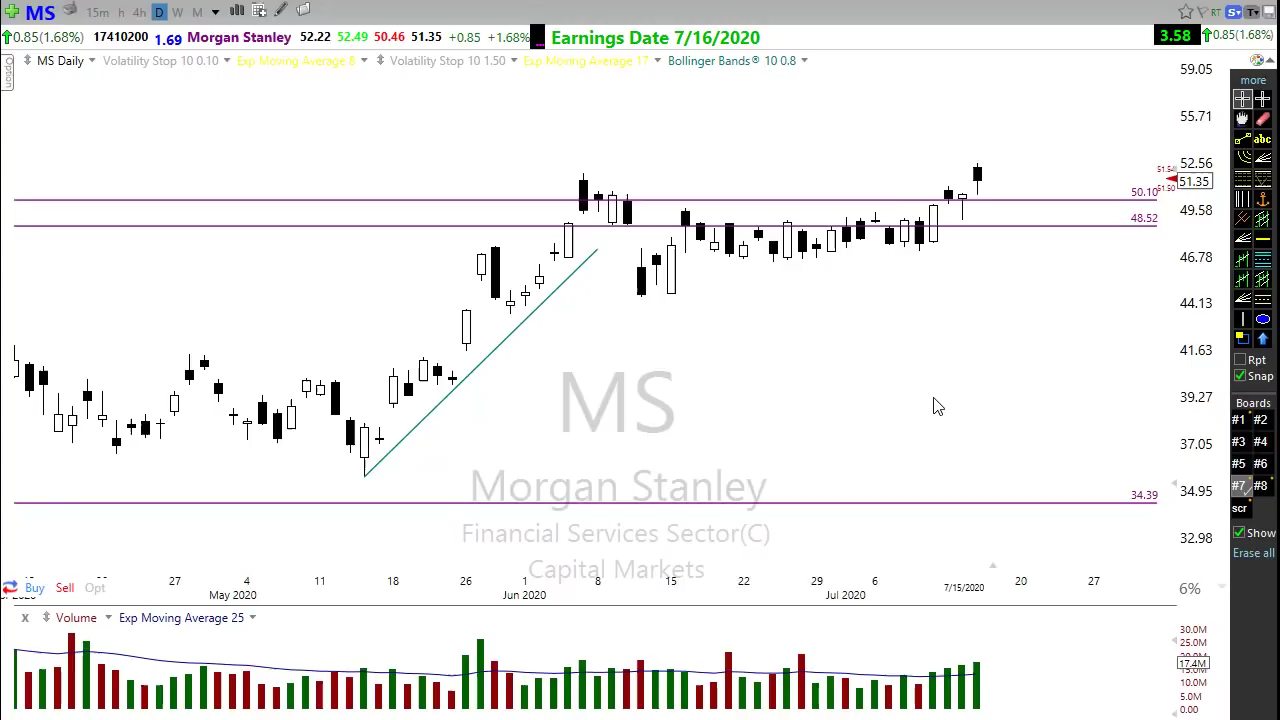 MS 15m h 4h D W M RT S T
0.85(1.68%) 17410200 1.69 Morgan Stanley 52.22 52.49 50.46 51.35 +0.85 +1.68% Earnings Date 7/16/2020 3.58 0.85(1.68%)
Option
MS Daily Volatility Stop 10 0.10 Exp Moving Average 8 Volatility Stop 10 1.50 Exp Moving Average 17 Bollinger Bands® 10 0.8
59.05
55.71
52.56
51.54
51.35
51.50
50.10
49.58
48.52
46.78
44.13
41.63
39.27
37.05
34.95
34.39
32.98
MS
Morgan Stanley
Financial Services Sector(C)
Capital Markets
more
abc
Rpt
Snap
Boards
#1 #2
#3 #4
#5 #6
#7 #8
scr
Show
Erase all
27 4 11 18 26 1 8 15 22 29 6 7/15/2020 20 27
Buy Sell Opt
May 2020 Jun 2020 Jul 2020
6%
x Volume Exp Moving Average 25
30.0M
25.0M
17.4M
10.0M
5.0M
0.00